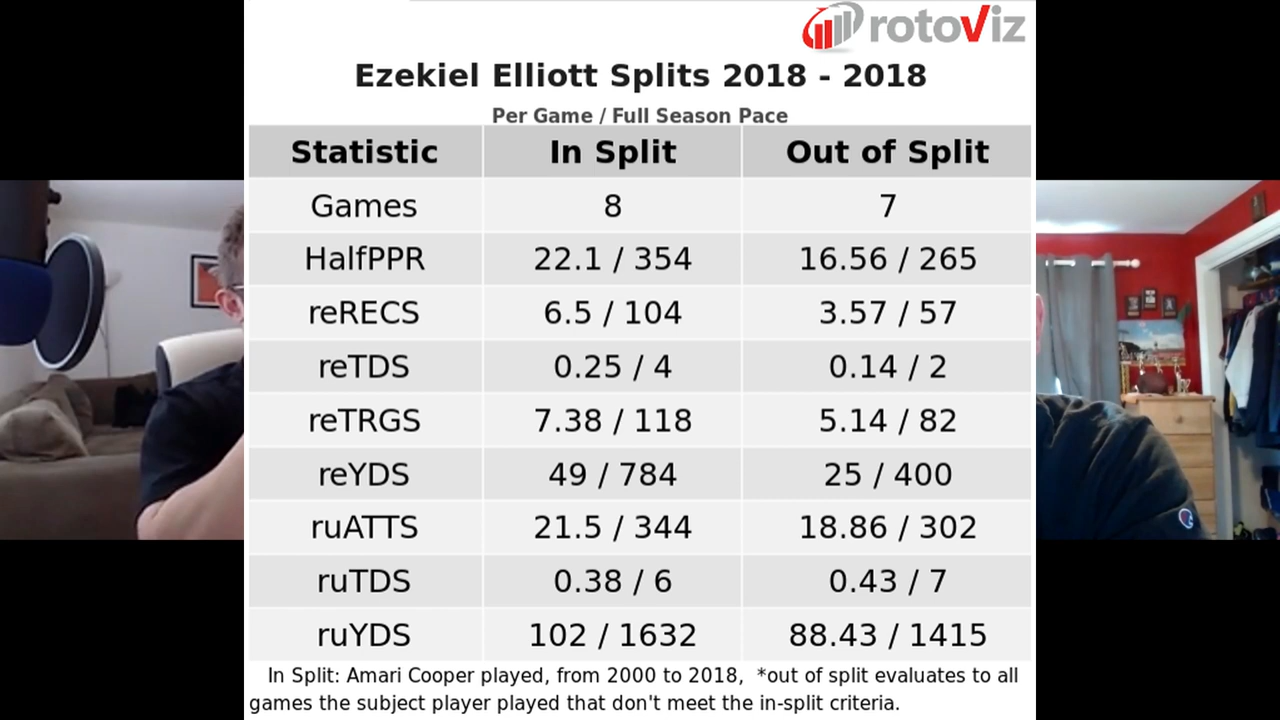 rotoViz
Ezekiel Elliott Splits 2018 - 2018
Per Game / Full Season Pace
Statistic In Split Out of Split
Games 8 7
HalfPPR 22.1 / 354 16.56 / 265
reRECS 6.5 / 104 3.57 / 57
reTDS 0.25 / 4 0.14 / 2
reTRGS 7.38 / 118 5.14 / 82
reYDS 49 / 784 25 / 400
ruATTS 21.5 / 344 18.86 / 302
ruTDS 0.38 / 6 0.43 / 7
ruYDS 102 / 1632 88.43 / 1415
In Split: Amari Cooper played, from 2000 to 2018, *out of split evaluates to all
games the subject player played that don't meet the in-split criteria.